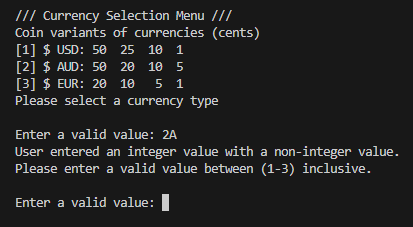 /// Currency Selection Menu ///
Coin variants of currencies (cents)
[1] $ USD: 50  25  10  1
[2] $ AUD: 50  20  10  5
[3] $ EUR: 20  10   5  1
Please select a currency type

Enter a valid value: 2A
User entered an integer value with a non-integer value.
Please enter a valid value between (1-3) inclusive.

Enter a valid value: